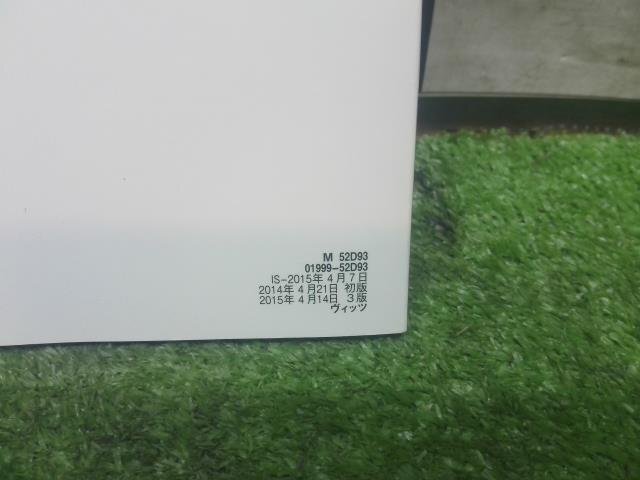 M 52D93
01999-52D93
IS-2015年4月7日
2014年4月21日 初版
2015年4月14日 3版
ヴィッツ